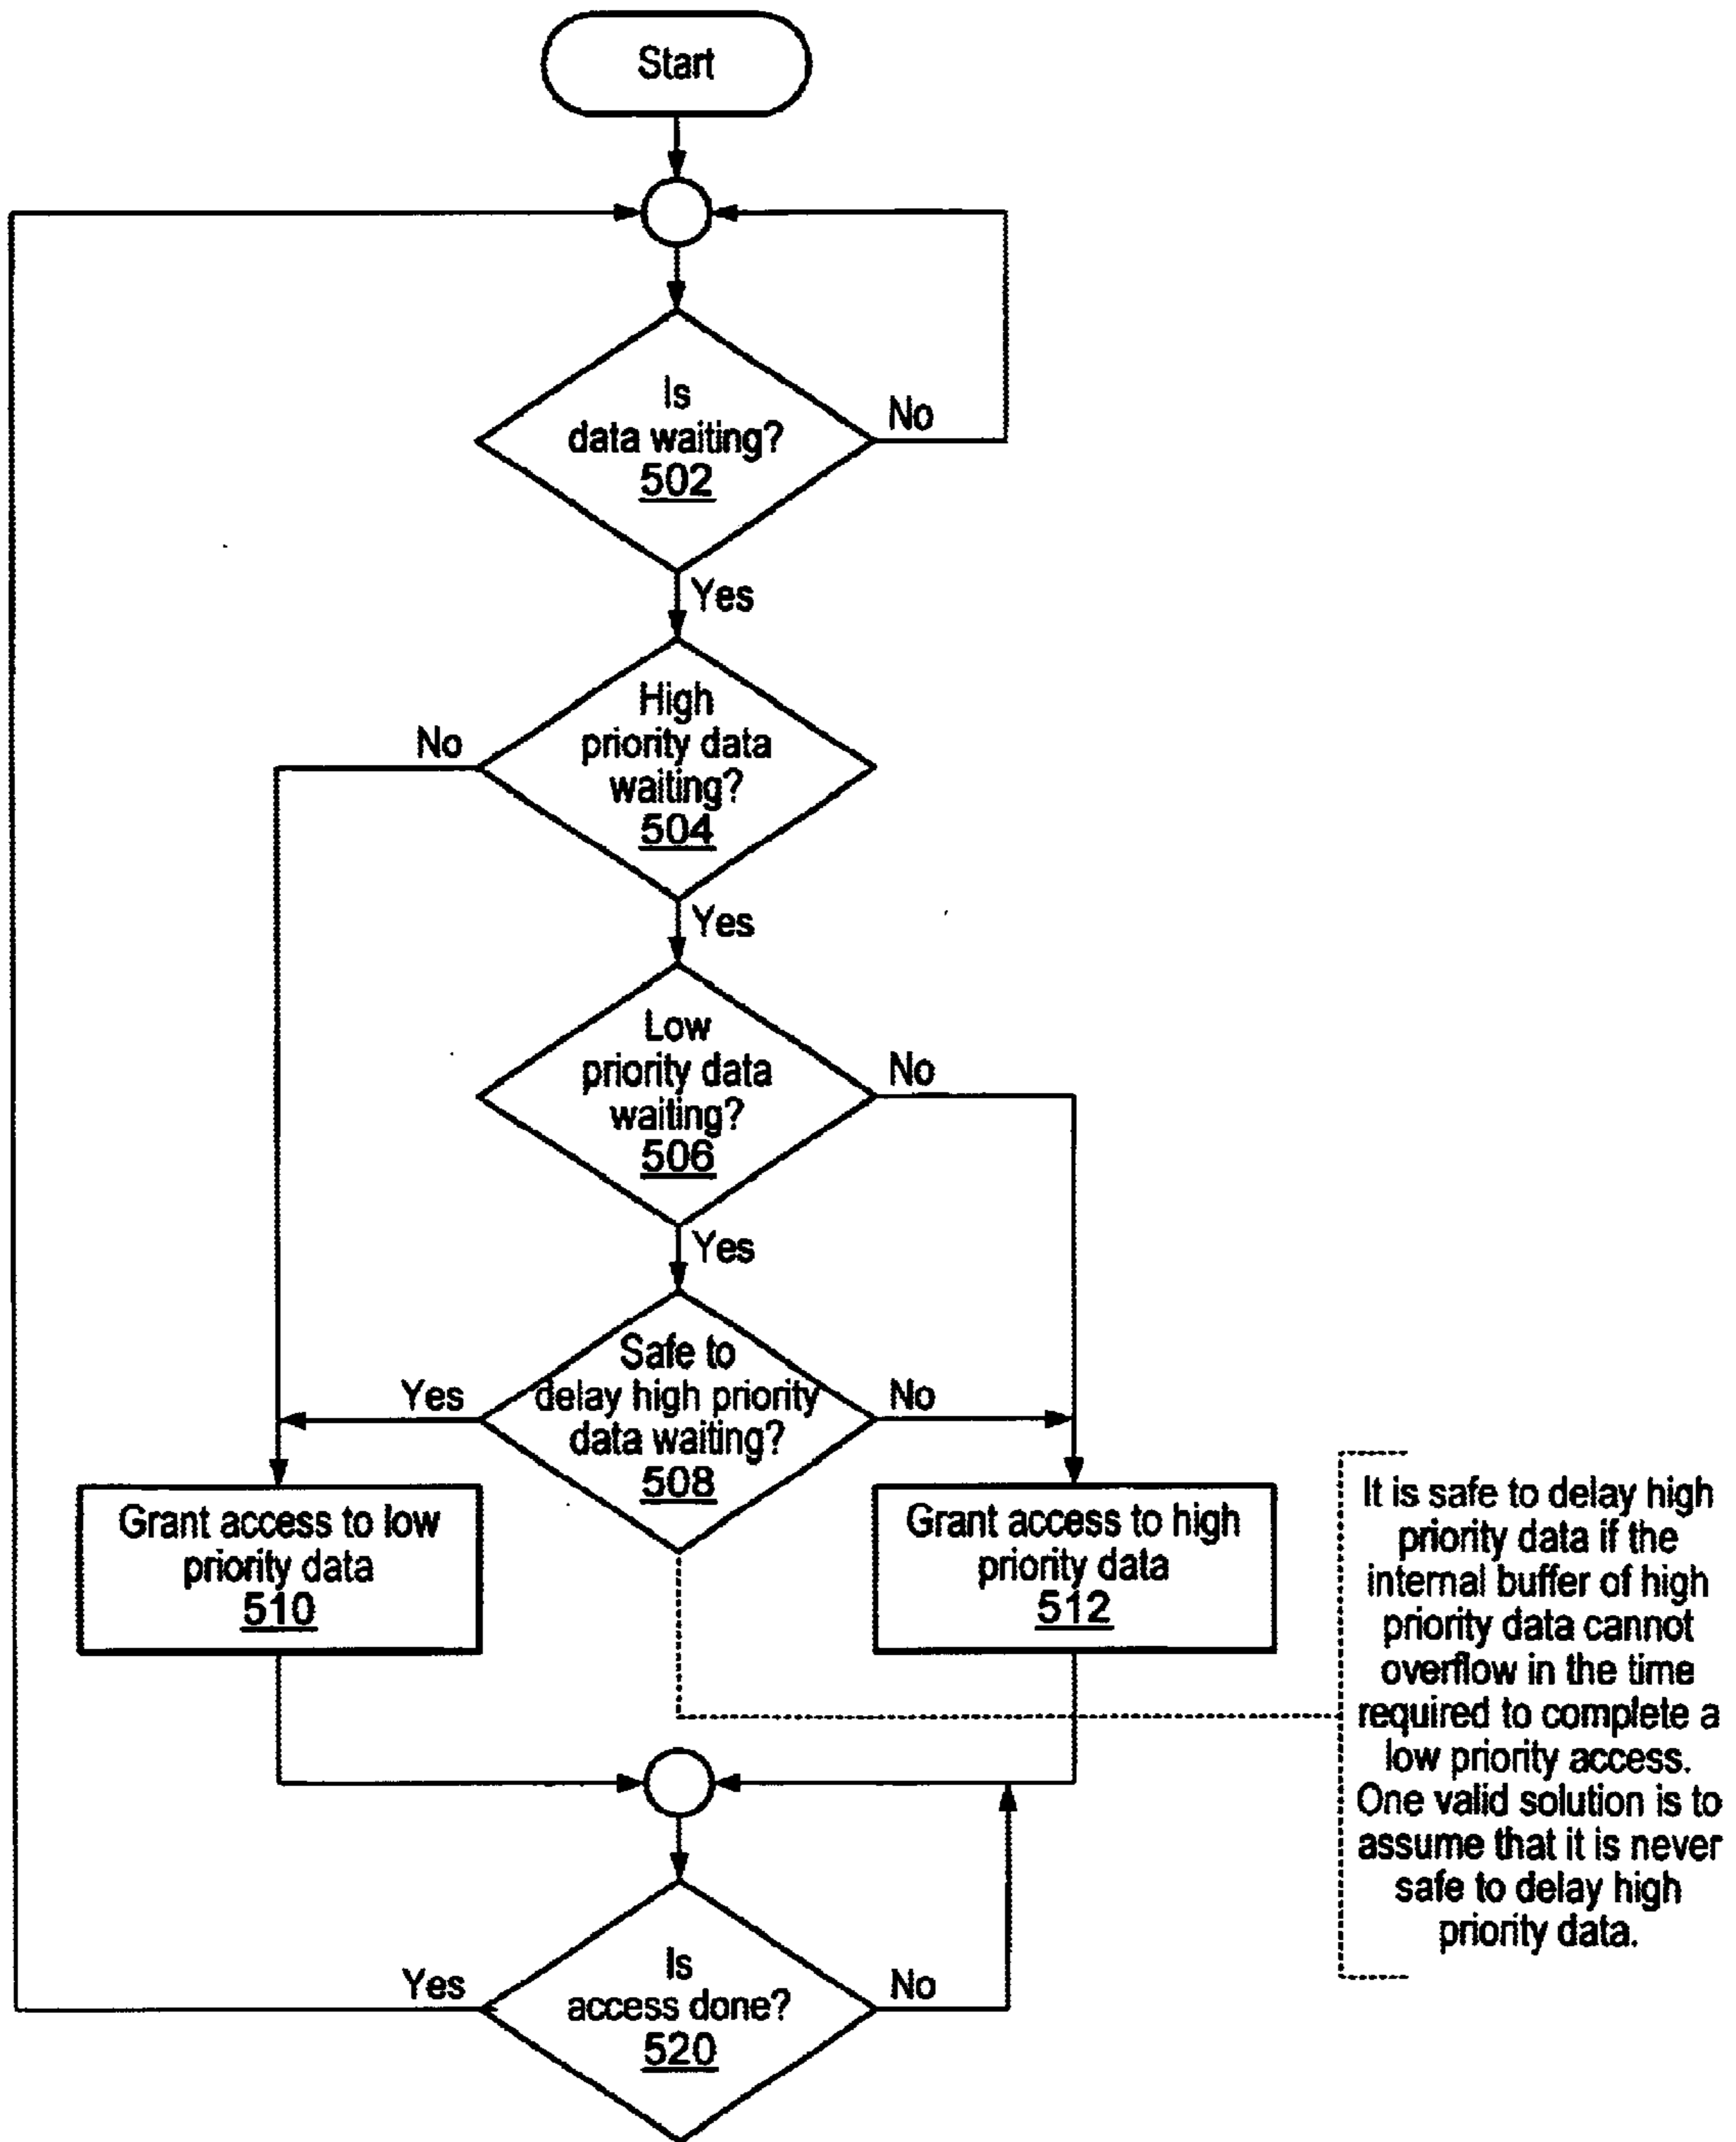 Start
Is
data waiting?
502
No
Yes
High
priority data
waiting?
504
No
Yes
Low
priority data
waiting?
506
No
Yes
Safe to
delay high priority
data waiting?
508
Yes
No
Grant access to low
priority data
510
Grant access to high
priority data
512
It is safe to delay high
priority data if the
internal buffer of high
priority data cannot
overflow in the time
required to complete a
low priority access.
One valid solution is to
assume that it is never
safe to delay high
priority data.
Is
access done?
520
Yes
No